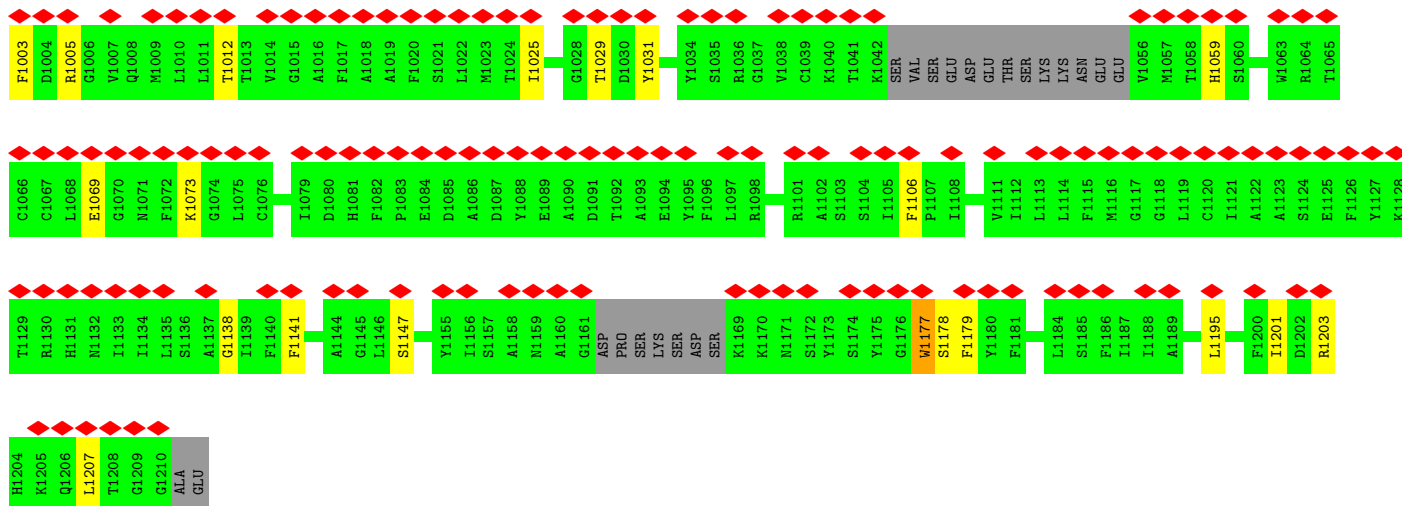 F1003 D1004 R1005 G1006 V1007 Q1008 M1009 L1010 L1011 T1012 T1013 V1014 G1015 A1016 F1017 A1018 A1019 F1020 S1021 L1022 M1023 T1024 I1025 G1028 T1029 D1030 Y1031 Y1034 S1035 R1036 G1037 V1038 C1039 K1040 T1041 K1042 SER VAL SER GLU ASP GLU THR SER LYS LYS ASN GLU GLU V1056 M1057 T1058 H1059 S1060 W1063 R1064 T1065
C1066 C1067 L1068 E1069 G1070 N1071 F1072 K1073 G1074 L1075 C1076 I1079 D1080 H1081 F1082 P1083 E1084 D1085 A1086 D1087 Y1088 E1089 A1090 D1091 T1092 A1093 E1094 Y1095 F1096 L1097 R1098 R1101 A1102 S1103 S1104 I1105 F1106 P1107 I1108 V1111 I1112 L1113 L1114 F1115 M1116 G1117 G1118 L1119 C1120 I1121 A1122 A1123 S1124 E1125 F1126 Y1127 K1128
T1129 R1130 H1131 N1132 I1133 I1134 L1135 S1136 A1137 G1138 I1139 F1140 F1141 A1144 G1145 L1146 S1147 Y1155 I1156 S1157 A1158 N1159 A1160 G1161 ASP PRO SER LYS SER ASP SER K1169 K1170 N1171 S1172 Y1173 S1174 Y1175 G1176 W1177 S1178 F1179 Y1180 F1181 L1184 S1185 F1186 I1187 I1188 A1189 L1195 F1200 I1201 D1202 R1203
H1204 K1205 Q1206 L1207 T1208 G1209 G1210 ALA GLU